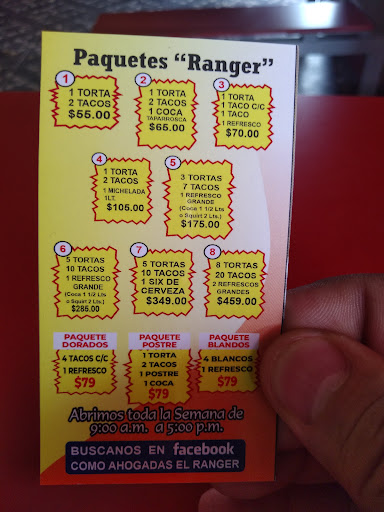 Paquetes “Ranger”
1
1 TORTA
2 TACOS
$55.00
2
1 TORTA
2 TACOS
1 COCA
TAPARROSCA
$65.00
3
1 TORTA
1 TACO C/C
1 TACO
1 REFRESCO
$70.00
4
1 TORTA
2 TACOS
1 MICHELADA
1LT.
$105.00
5
3 TORTAS
7 TACOS
1 REFRESCO
GRANDE
(Coca 1 1/2 Lts
o Squirt 2 Lts.)
$175.00
6
5 TORTAS
10 TACOS
1 REFRESCO
GRANDE
(Coca 1 1/2 Lts
o Squirt 2 Lts.)
$285.00
7
5 TORTAS
10 TACOS
1 SIX DE
CERVEZA
$349.00
8
8 TORTAS
20 TACOS
2 REFRESCOS
GRANDES
$459.00
PAQUETE
DORADOS
4 TACOS C/C
1 REFRESCO
$79
PAQUETE
POSTRE
1 TORTA
2 TACOS
1 POSTRE
1 COCA
$79
PAQUETE
BLANDOS
4 BLANCOS
1 REFRESCO
$79
Abrimos toda la Semana de
9:00 a.m. a 5:00 p.m.
BUSCANOS EN facebook
COMO AHOGADAS EL RANGER